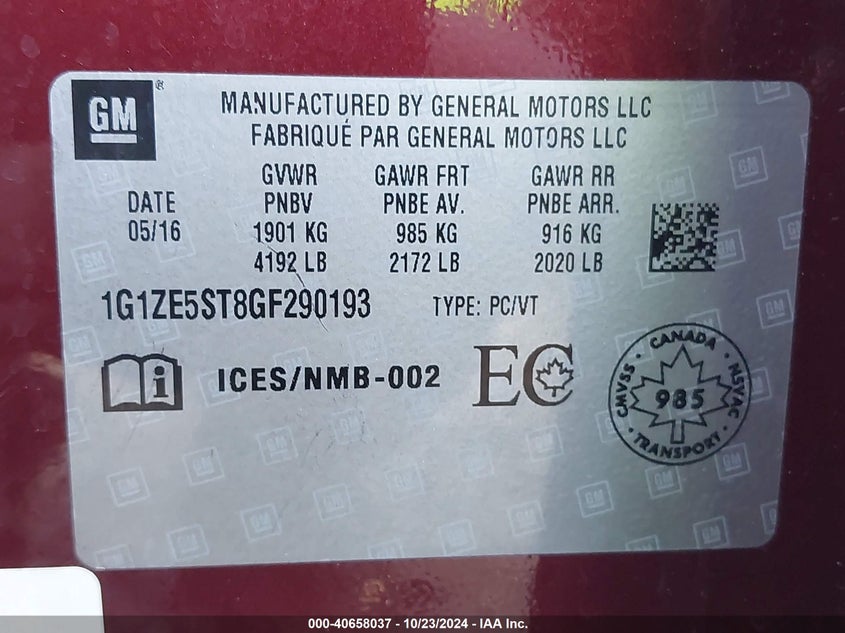 GM ®
MANUFACTURED BY GENERAL MOTORS LLC
FABRIQUÉ PAR GENERAL MOTORS LLC
GVWR GAWR FRT GAWR RR
DATE PNBV PNBE AV. PNBE ARR.
05/16 1901 KG 985 KG 916 KG
4192 LB 2172 LB 2020 LB
1G1ZE5ST8GF290193 TYPE: PC/VT
i ICES/NMB-002 EC
CANADA
CMVSS 985 NSVAC
TRANSPORT
000-40658037 - 10/23/2024 - IAA Inc.